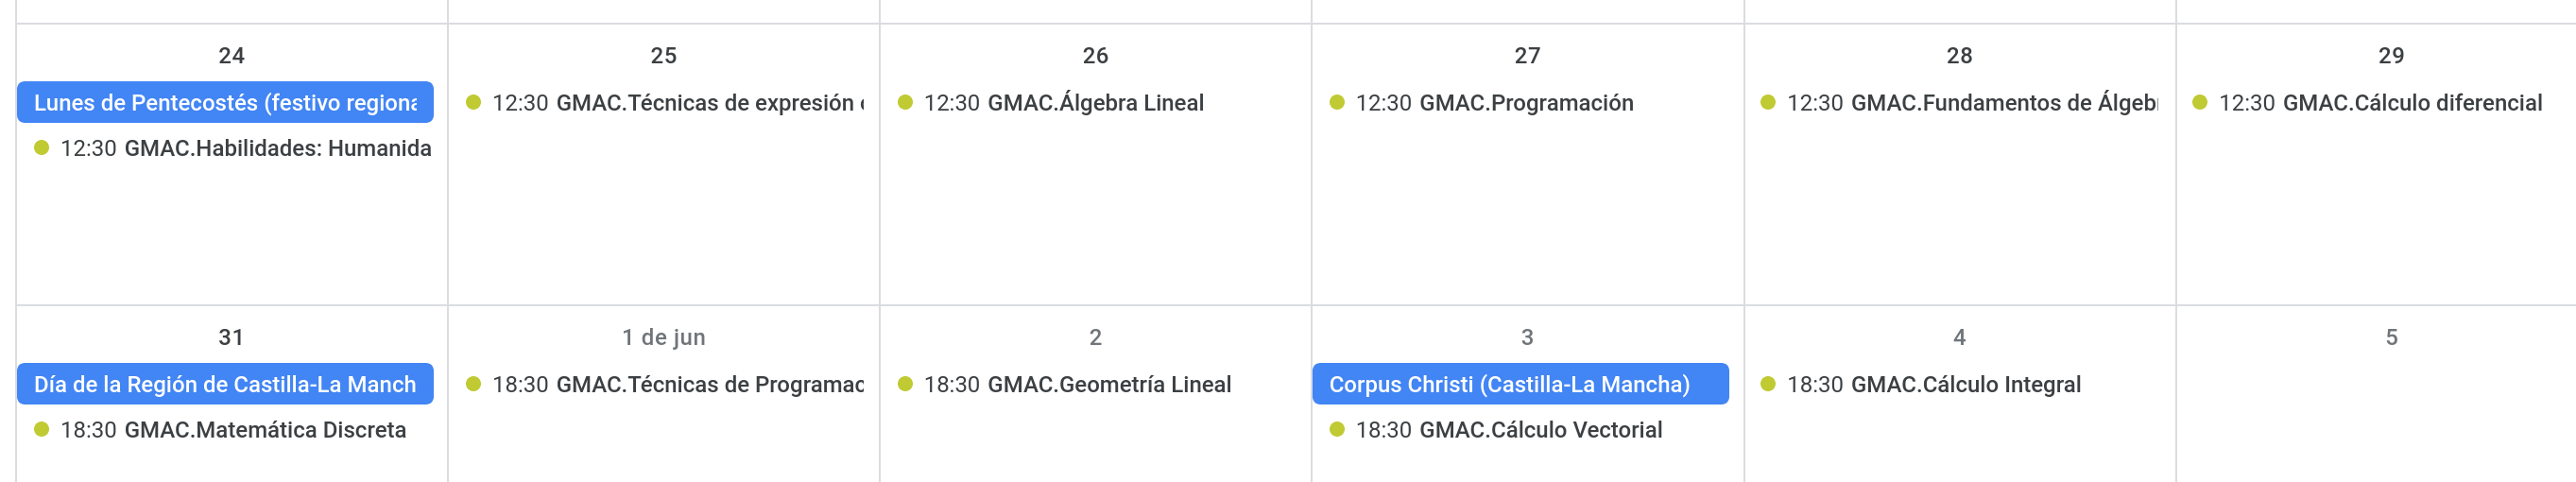 24
25
26
27
28
29
Lunes de Pentecostés (festivo regiona
12:30 GMAC.Técnicas de expresión
12:30 GMAC.Álgebra Lineal
12:30 GMAC.Programación
12:30 GMAC.Fundamentos de Álgeb
12:30 GMAC.Cálculo diferencial
12:30 GMAC.Habilidades: Humanida
31
1 de jun
2
3
4
5
Día de la Región de Castilla-La Manch
18:30 GMAC.Técnicas de Programac
18:30 GMAC.Geometría Lineal
Corpus Christi (Castilla-La Mancha)
18:30 GMAC.Cálculo Integral
18:30 GMAC.Matemática Discreta
18:30 GMAC.Cálculo Vectorial